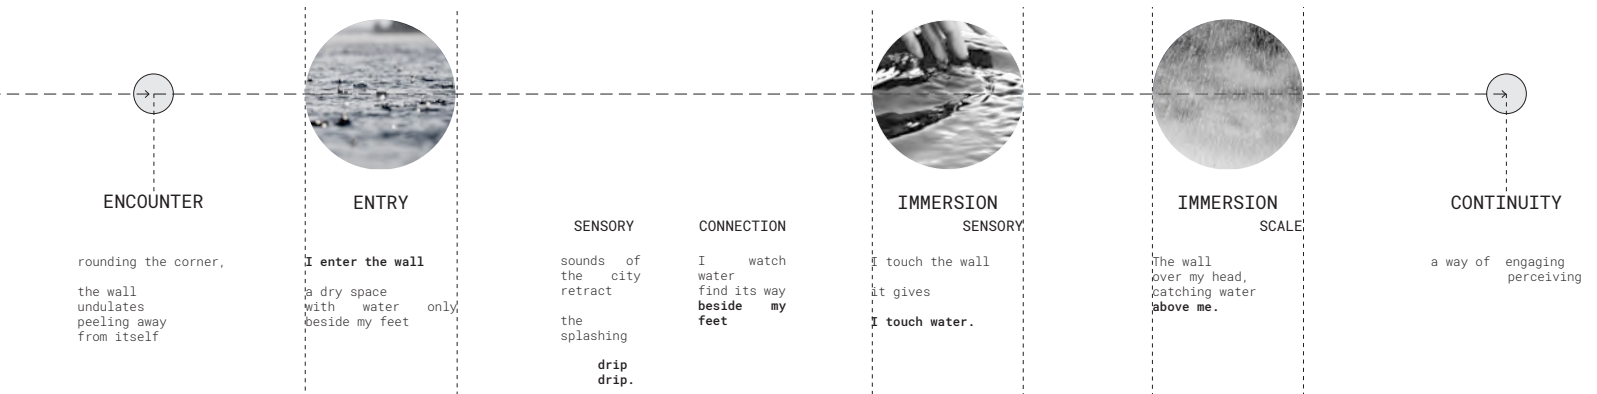 ENCOUNTER
rounding the corner,
the wall
undulates
peeling away
from itself
ENTRY
I enter the wall
a dry space
with water only
beside my feet
SENSORY
sounds of
the city
retract
the
splashing
drip
drip.
CONNECTION
I watch
water
find its way
beside my
feet
IMMERSION
SENSORY
I touch the wall
it gives
I touch water.
IMMERSION
SCALE
The wall
over my head,
catching water
above me.
CONTINUITY
a way of engaging
perceiving